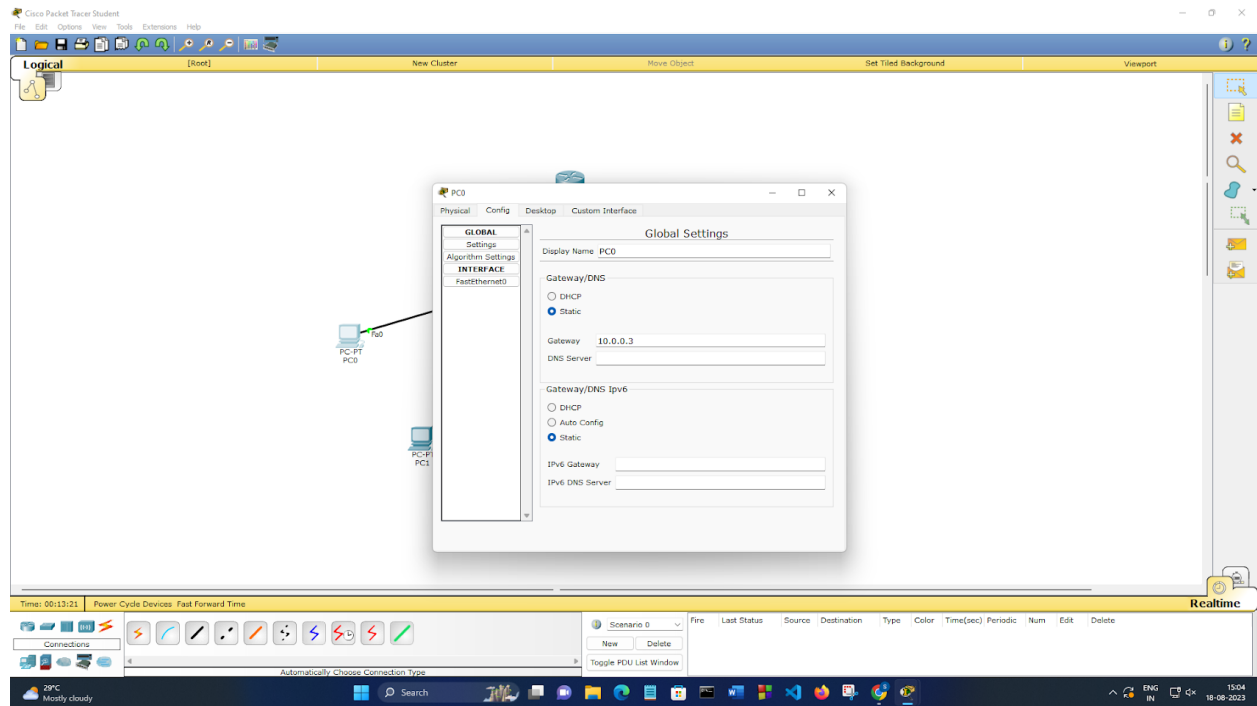 Cisco Packet Tracer Student
File Edit Options View Tools Extensions Help
Logical [Root] New Cluster Move Object Set Tiled Background Viewport
PC0
Physical Config Desktop Custom Interface
GLOBAL
Settings
Algorithm Settings
INTERFACE
FastEthernet0
Global Settings
Display Name PC0
Gateway/DNS
DHCP
Static
Gateway 10.0.0.3
DNS Server
Gateway/DNS Ipv6
DHCP
Auto Config
Static
IPv6 Gateway
IPv6 DNS Server
Fa0
PC-PT
PC0
PC-PT
PC1
Time: 00:13:21 Power Cycle Devices Fast Forward Time
Realtime
Connections
Automatically Choose Connection Type
Scenario 0
New Delete
Toggle PDU List Window
Fire Last Status Source Destination Type Color Time(sec) Periodic Num Edit Delete
29°C
Mostly cloudy
Search
ENG
IN
15:04
18-08-2023